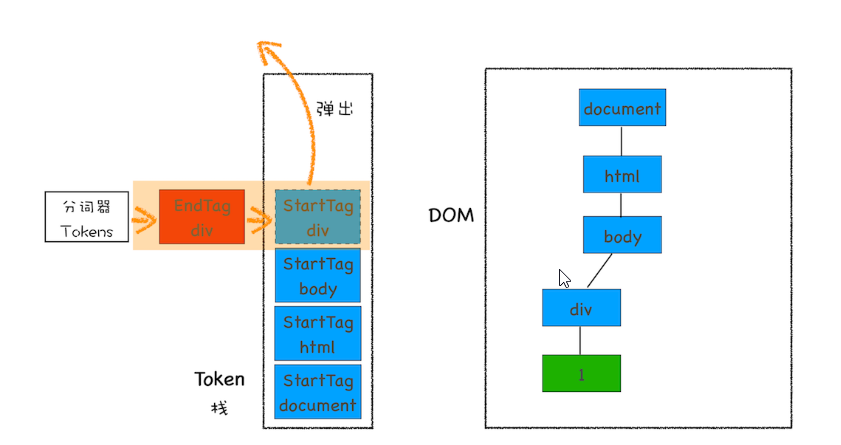 弹出
分词器
Tokens
EndTag
div
StartTag
div
StartTag
body
StartTag
html
StartTag
document
Token
栈
DOM
document
html
body
div
1